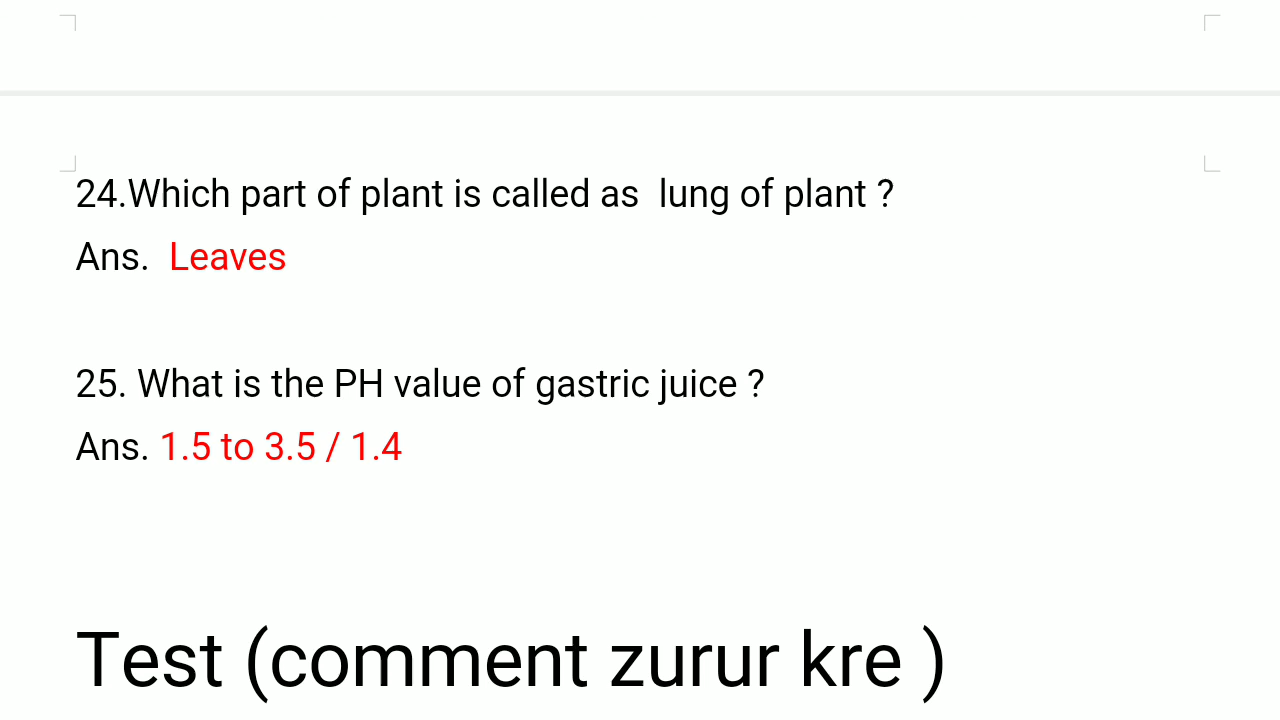 24.Which part of plant is called as  lung of plant ?
Ans.  Leaves
25. What is the PH value of gastric juice ?
Ans. 1.5 to 3.5 / 1.4
Test (comment zurur kre )